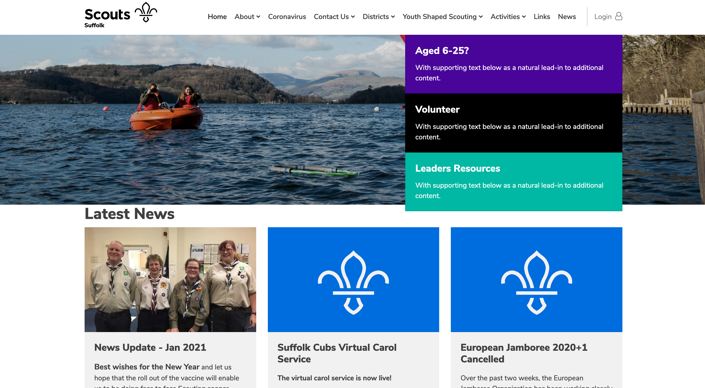 Scouts
Suffolk
Home About Coronavirus Contact Us Districts Youth Shaped Scouting Activities Links News Login
Aged 6-25?
With supporting text below as a natural lead-in to additional
content.
Volunteer
With supporting text below as a natural lead-in to additional
content.
Leaders Resources
With supporting text below as a natural lead-in to additional
content.
Latest News
News Update - Jan 2021
Best wishes for the New Year and let us
hope that the roll out of the vaccine will enable
Suffolk Cubs Virtual Carol
Service
The virtual carol service is now live!
European Jamboree 2020+1
Cancelled
Over the past two weeks, the European